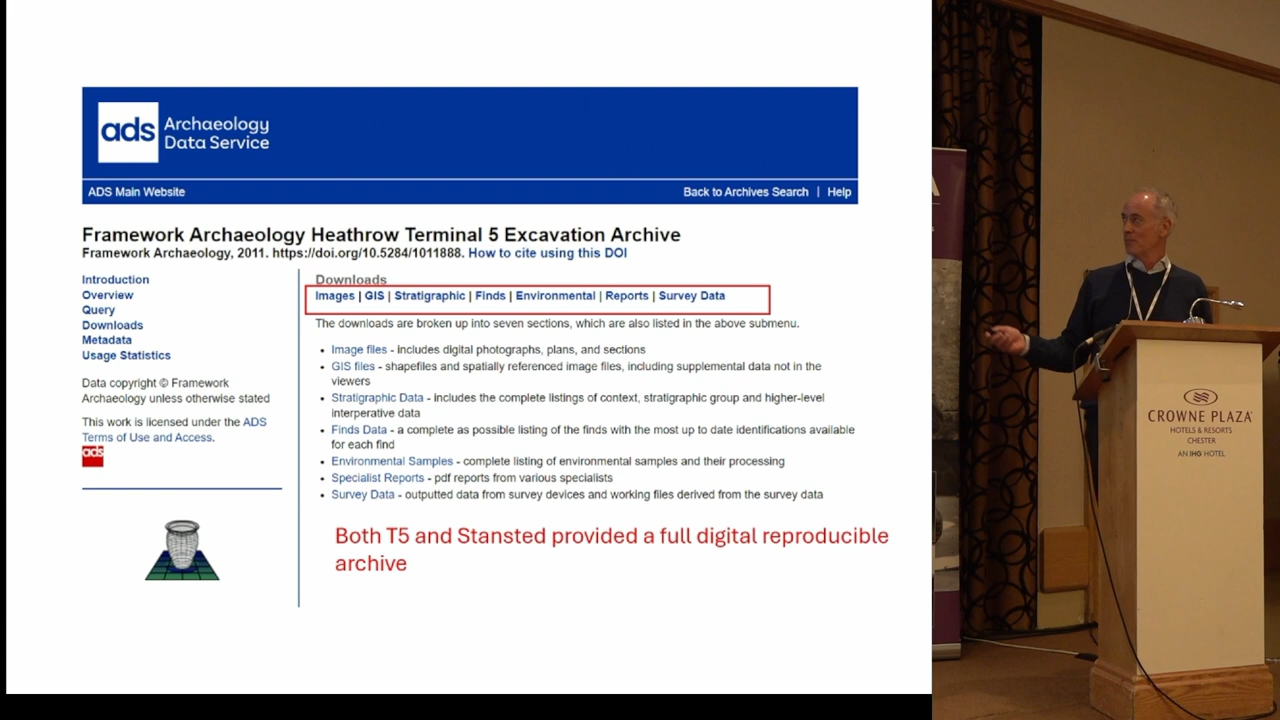 ads
Archaeology
Data Service
ADS Main Website
Back to Archives Search | Help
Framework Archaeology Heathrow Terminal 5 Excavation Archive
Framework Archaeology, 2011. https://doi.org/10.5284/1011888. How to cite using this DOI
Introduction
Overview
Query
Downloads
Metadata
Usage Statistics
Data copyright © Framework
Archaeology unless otherwise stated
This work is licensed under the ADS
Terms of Use and Access.
ads
Downloads
Images | GIS | Stratigraphic | Finds | Environmental | Reports | Survey Data
The downloads are broken up into seven sections, which are also listed in the above submenu.
• Image files - includes digital photographs, plans, and sections
• GIS files - shapefiles and spatially referenced image files, including supplemental data not in the
viewers
• Stratigraphic Data - includes the complete listings of context, stratigraphic group and higher-level
interperative data
• Finds Data - a complete as possible listing of the finds with the most up to date identifications available
for each find
• Environmental Samples - complete listing of environmental samples and their processing
• Specialist Reports - pdf reports from various specialists
• Survey Data - outputted data from survey devices and working files derived from the survey data
Both T5 and Stansted provided a full digital reproducible
archive
A
CROWNE PLAZA
HOTELS & RESORTS
CHESTER
AN IHG HOTEL